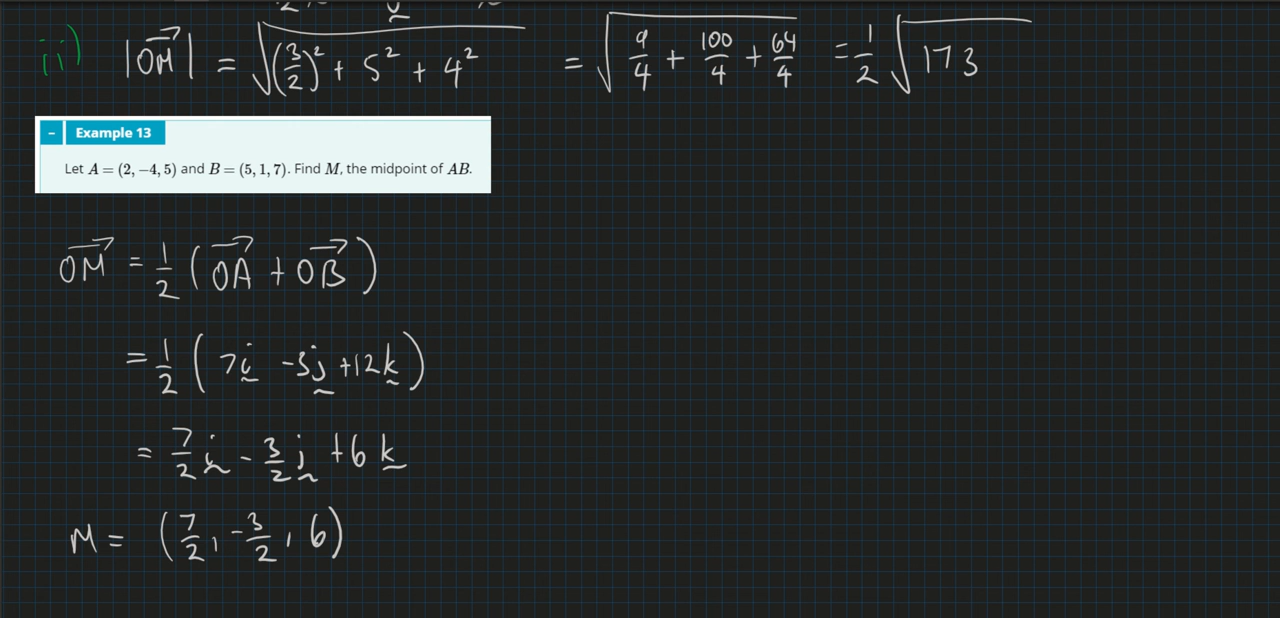 ii) |OM⃗| = √((3/2)² + 5² + 4²) = √(9/4 + 100/4 + 64/4) = 1/2 √173
− Example 13
Let A = (2, −4, 5) and B = (5, 1, 7). Find M, the midpoint of AB.
OM⃗ = 1/2 (OA⃗ + OB⃗)
= 1/2 (7i - 3j + 12k)
= 7/2 i - 3/2 j + 6 k
M = (7/2, -3/2, 6)